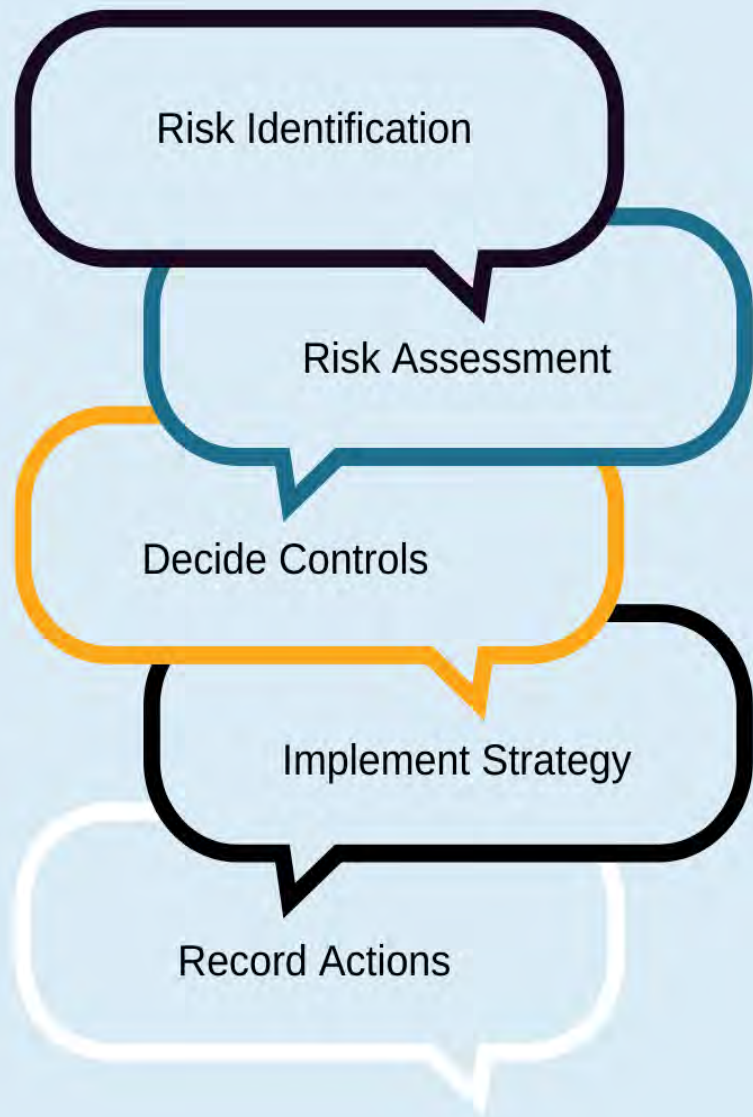 Risk Identification
Risk Assessment
Decide Controls
Implement Strategy
Record Actions